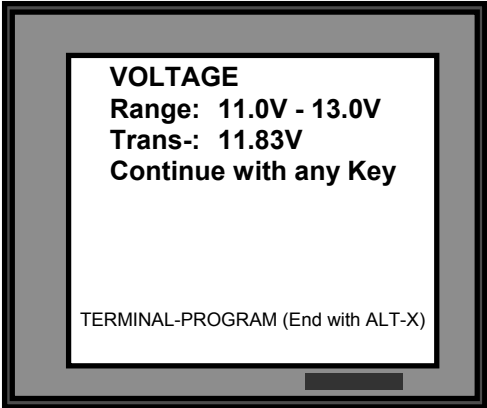 VOLTAGE
Range: 11.0V - 13.0V
Trans-: 11.83V
Continue with any Key
TERMINAL-PROGRAM (End with ALT-X)